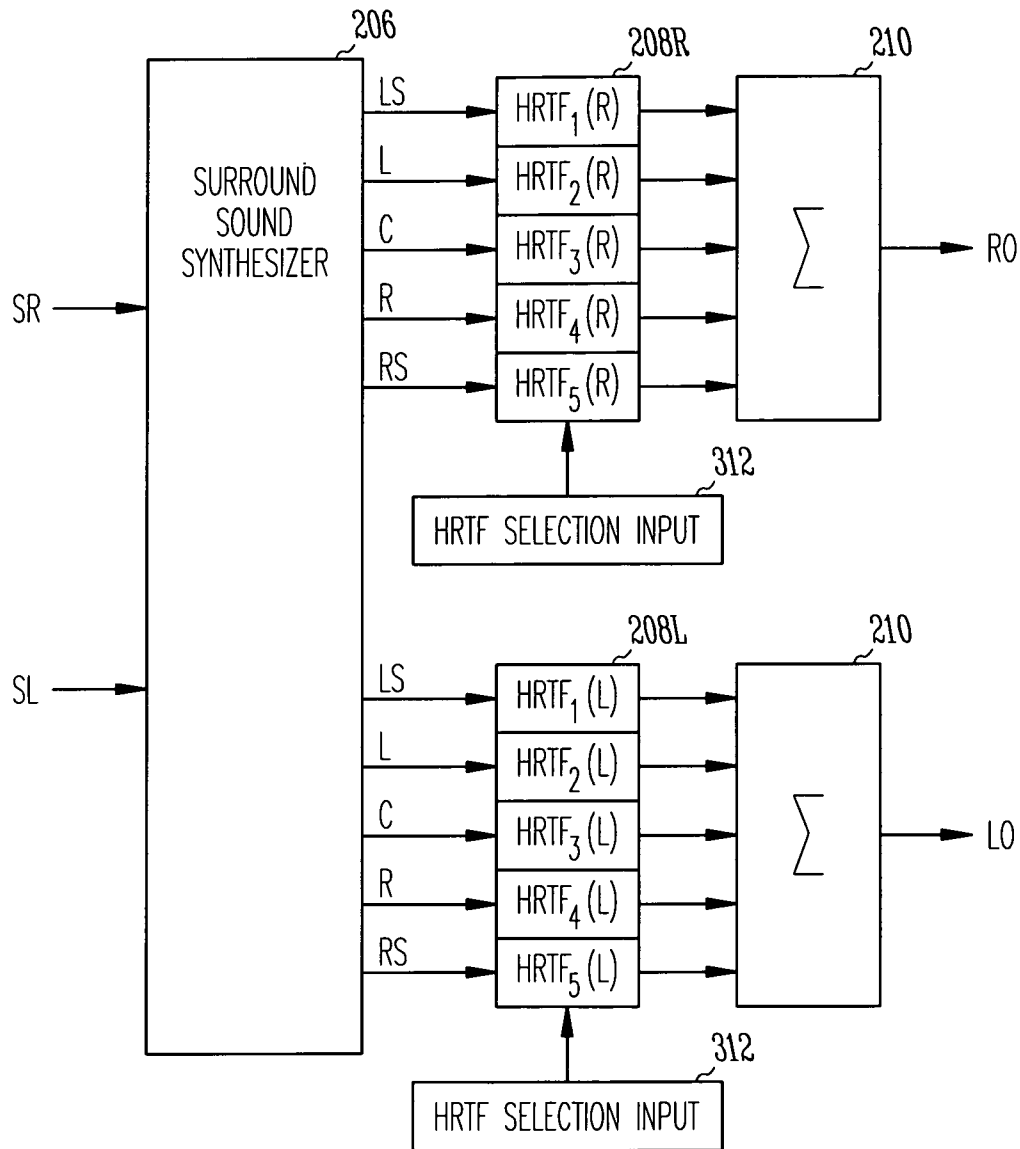 206
208R
210
LS
HRTF1(R)
L
HRTF2(R)
SURROUND
SOUND
SYNTHESIZER
C
HRTF3(R)
Σ
RO
SR
R
HRTF4(R)
RS
HRTF5(R)
312
HRTF SELECTION INPUT
208L
210
SL
LS
HRTF1(L)
L
HRTF2(L)
C
HRTF3(L)
Σ
LO
R
HRTF4(L)
RS
HRTF5(L)
312
HRTF SELECTION INPUT